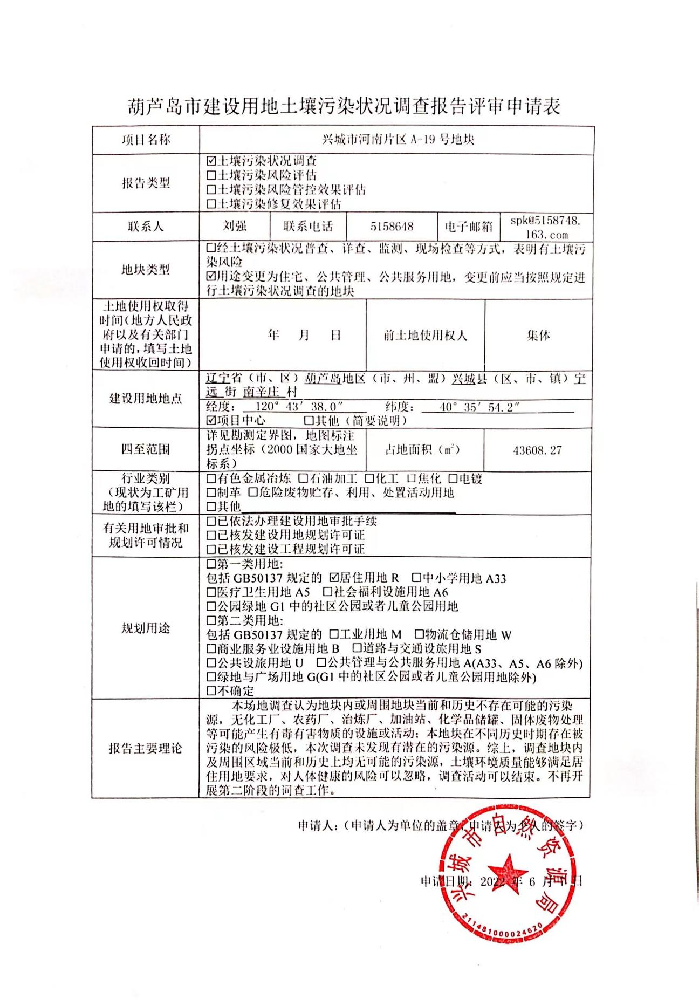 葫芦岛市建设用地土壤污染状况调查报告评审申请表
项目名称
兴城市河南片区 A-19 号地块
报告类型
☑土壤污染状况调查
☐土壤污染风险评估
☐土壤污染风险管控效果评估
☐土壤污染修复效果评估
联系人
刘强
联系电话
5158648
电子邮箱
spk@5158748.
163.com
地块类型
☐经土壤污染状况普查、详查、监测、现场检查等方式，表明有土壤污
染风险
☑用途变更为住宅、公共管理、公共服务用地，变更前应当按照规定进
行土壤污染状况调查的地块
土地使用权取得
时间（地方人民政
府以及有关部门
申请的，填写土地
使用权收回时间）
年 月 日
前土地使用权人
集体
建设用地地点
辽宁省（市、区）葫芦岛地区（市、州、盟）兴城县（区、市、镇）宁
远 街 南辛庄 村
经度： 120° 43′ 38.0″ 纬度： 40° 35′ 54.2″
☑项目中心 ☐其他（简要说明）
四至范围
详见勘测定界图，地图标注
拐点坐标（2000 国家大地坐
标系）
占地面积（㎡）
43608.27
行业类别
（现状为工矿用
地的填写该栏）
☐有色金属冶炼 ☐石油加工 ☐化工 ☐焦化 ☐电镀
☐制革 ☐危险废物贮存、利用、处置活动用地
☐其他
有关用地审批和
规划许可情况
☐已依法办理建设用地审批手续
☐已核发建设用地规划许可证
☐已核发建设工程规划许可证
规划用途
☐第一类用地:
包括 GB50137 规定的 ☑居住用地 R ☐中小学用地 A33
☐医疗卫生用地 A5 ☐社会福利设施用地 A6
☐公园绿地 G1 中的社区公园或者儿童公园用地
☐第二类用地:
包括 GB50137 规定的 ☐工业用地 M ☐物流仓储用地 W
☐商业服务业设施用地 B ☐道路与交通设旅用地 S
☐公共设旅用地 U ☐公共管理与公共服务用地 A(A33、A5、A6 除外)
☐绿地与广场用地 G(G1 中的社区公园或者儿童公园用地除外)
☐不确定
报告主要理论
本场地调查认为地块内或周围地块当前和历史不存在可能的污染
源，无化工厂、农药厂、冶炼厂、加油站、化学品储罐、固体废物处理
等可能产生有毒有害物质的设施或活动；本地块在不同历史时期存在被
污染的风险极低，本次调查未发现有潜在的污染源。综上，调查地块内
及周围区域当前和历史上均无可能的污染源，土壤环境质量能够满足居
住用地要求，对人体健康的风险可以忽略，调查活动可以结束。不再开
展第二阶段的词查工作。
申请人：（申请人为单位的盖章，申请人为个人的签字）
申请日期：2022 年 6 月 日
兴城市自然资源局
211481000024620